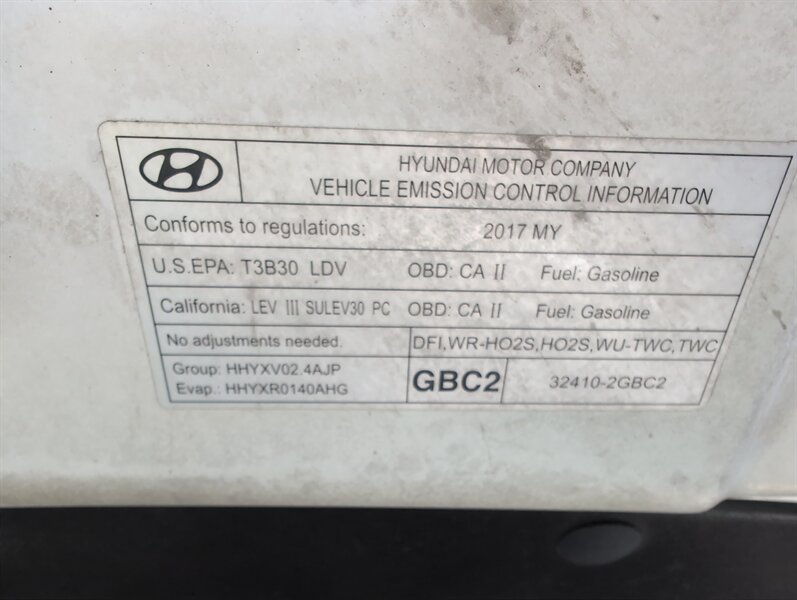 HYUNDAI MOTOR COMPANY
VEHICLE EMISSION CONTROL INFORMATION
Conforms to regulations: 2017 MY
U.S.EPA: T3B30 LDV OBD: CA II Fuel: Gasoline
California: LEV III SULEV30 PC OBD: CA II Fuel: Gasoline
No adjustments needed. DFI,WR-HO2S,HO2S,WU-TWC,TWC
Group: HHYXV02.4AJP
Evap.: HHYXR0140AHG
GBC2 32410-2GBC2